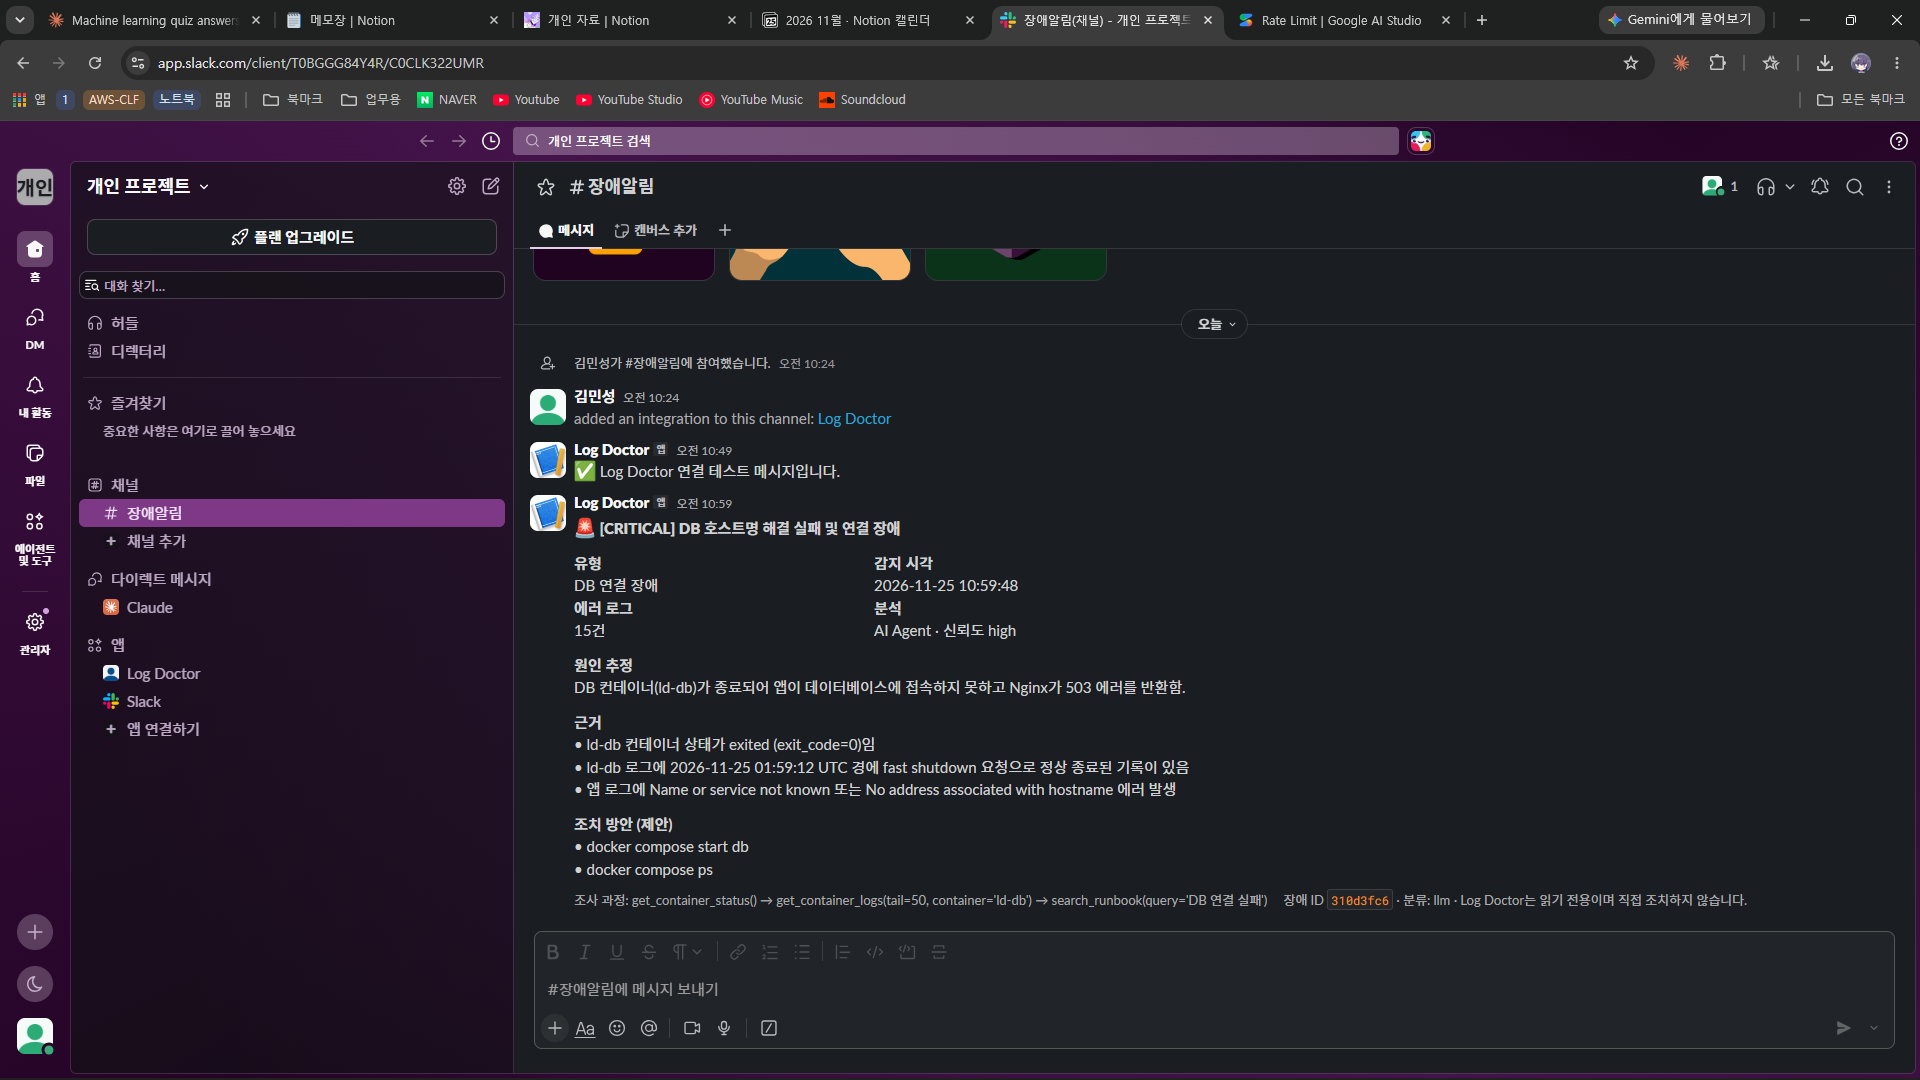 Machine learning quiz answers
메모장 | Notion
개인 자료 | Notion
2026 11월 · Notion 캘린더
장애알림(채널) - 개인 프로젝트
Rate Limit | Google AI Studio
Gemini에게 물어보기
app.slack.com/client/T0BGGG84Y4R/C0CLK322UMR
앱
1
AWS-CLF
노트북
북마크
업무용
NAVER
Youtube
YouTube Studio
YouTube Music
Soundcloud
모든 북마크
개인 프로젝트 검색
개인
개인 프로젝트
플랜 업그레이드
대화 찾기...
홈
DM
내 활동
파일
에이전트 및 도구
관리자
허들
디렉터리
즐겨찾기
중요한 사항은 여기로 끌어 놓으세요
채널
# 장애알림
+ 채널 추가
다이렉트 메시지
Claude
앱
Log Doctor
Slack
+ 앱 연결하기
# 장애알림
1
메시지
캔버스 추가
오늘
김민성가 #장애알림에 참여했습니다. 오전 10:24
김민성 오전 10:24
added an integration to this channel: Log Doctor
Log Doctor 앱 오전 10:49
✅ Log Doctor 연결 테스트 메시지입니다.
Log Doctor 앱 오전 10:59
🚨 [CRITICAL] DB 호스트명 해결 실패 및 연결 장애
유형
DB 연결 장애
감지 시각
2026-11-25 10:59:48
에러 로그
15건
분석
AI Agent · 신뢰도 high
원인 추정
DB 컨테이너(ld-db)가 종료되어 앱이 데이터베이스에 접속하지 못하고 Nginx가 503 에러를 반환함.
근거
• ld-db 컨테이너 상태가 exited (exit_code=0)임
• ld-db 로그에 2026-11-25 01:59:12 UTC 경에 fast shutdown 요청으로 정상 종료된 기록이 있음
• 앱 로그에 Name or service not known 또는 No address associated with hostname 에러 발생
조치 방안 (제안)
• docker compose start db
• docker compose ps
조사 과정: get_container_status() → get_container_logs(tail=50, container='ld-db') → search_runbook(query='DB 연결 실패') 장애 ID 310d3fc6 · 분류: llm · Log Doctor는 읽기 전용이며 직접 조치하지 않습니다.
#장애알림에 메시지 보내기